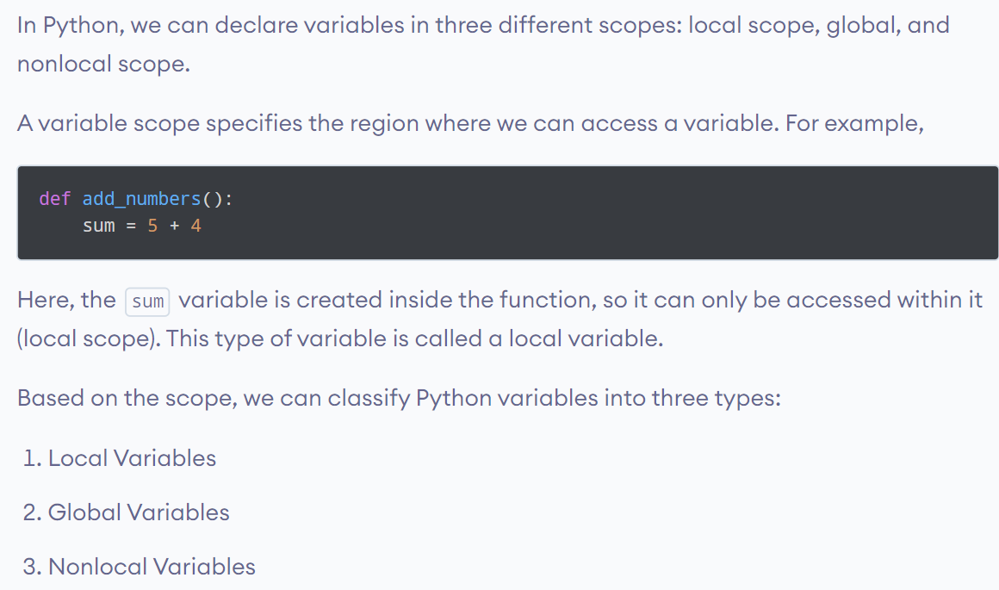 In Python, we can declare variables in three different scopes: local scope, global, and
nonlocal scope.
A variable scope specifies the region where we can access a variable. For example,
def add_numbers():
    sum = 5 + 4
Here, the sum variable is created inside the function, so it can only be accessed within it
(local scope). This type of variable is called a local variable.
Based on the scope, we can classify Python variables into three types:
1. Local Variables
2. Global Variables
3. Nonlocal Variables